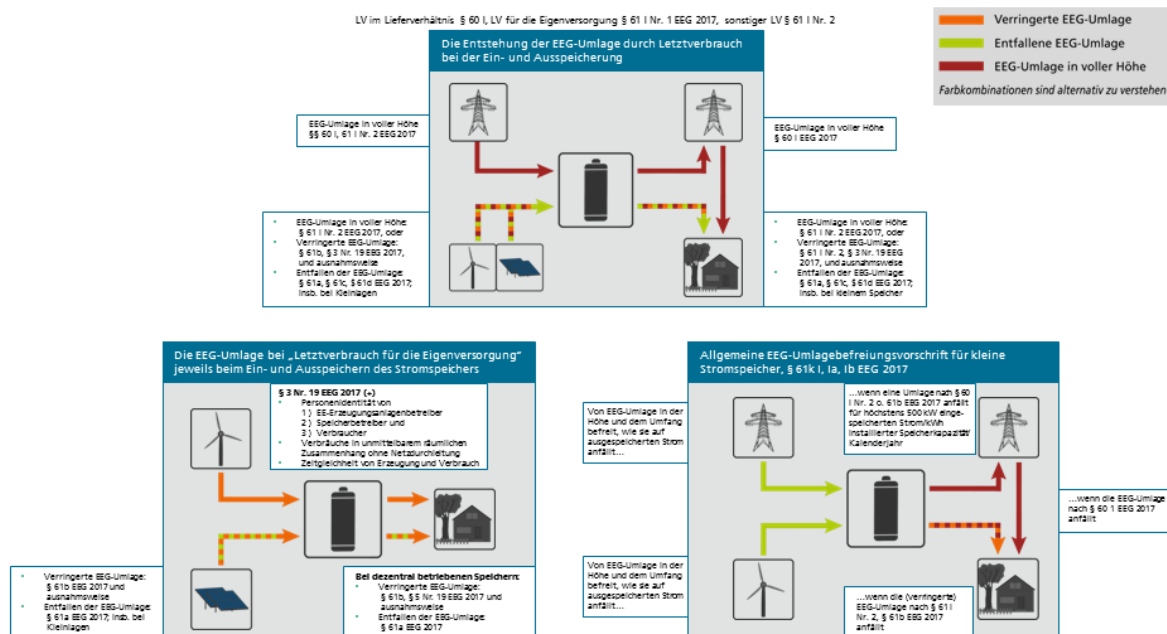 LV im Lieferverhältnis § 60 I, LV für die Eigenversorgung § 61 I Nr. 1 EEG 2017, sonstiger LV § 61 I Nr. 2
Verringerte EEG-Umlage
Entfallene EEG-Umlage
EEG-Umlage in voller Höhe
Farbkombinationen sind alternativ zu verstehen
Die Entstehung der EEG-Umlage durch Letztverbrauch
bei der Ein- und Ausspeicherung
EEG-Umlage in voller Höhe
§§ 60 I, 61 I Nr. 2 EEG 2017
EEG-Umlage in voller Höhe
§ 60 I EEG 2017
• EEG-Umlage in voller Höhe:
§ 61 I Nr. 2 EEG 2017, oder
• Verringerte EEG-Umlage:
§ 61b, § 3 Nr. 19 EEG 2017,
und ausnahmsweise
• Entfallen der EEG-Umlage:
§ 61a, § 61c, § 61d EEG 2017;
insb. bei Kleinlagen
• EEG-Umlage in voller Höhe:
§ 61 I Nr. 2 EEG 2017, oder
• Verringerte EEG-Umlage:
§ 61 I Nr. 2, § 3 Nr. 19 EEG
2017, und ausnahmsweise
• Entfallen der EEG-Umlage:
§ 61a, § 61c, § 61d EEG 2017;
insb. bei kleinem Speicher
Die EEG-Umlage bei „Letztverbrauch für die Eigenversorgung“
jeweils beim Ein- und Ausspeichern des Stromspeichers
§ 3 Nr. 19 EEG 2017 (+)
• Personenidentität von
1) EE-Erzeugungsanlagenbetreiber
2) Speicherbetreiber und
3) Verbraucher
• Verbräuche in unmittelbarem räumlichen
Zusammenhang ohne Netzdurchleitung
• Zeitgleichheit von Erzeugung und Verbrauch
• Verringerte EEG-Umlage:
§ 61b EEG 2017 und
ausnahmsweise
• Entfallen der EEG-Umlage:
§ 61a EEG 2017; insb. bei
Kleinlagen
Bei dezentral betriebenen Speichern:
• Verringerte EEG-Umlage:
§ 61b, § 5 Nr. 19 EEG 2017 und
ausnahmsweise
• Entfallen der EEG-Umlage:
§ 61a EEG 2017
Allgemeine EEG-Umlagebefreiungsvorschrift für kleine
Stromspeicher, § 61k I, Ia, Ib EEG 2017
Von EEG-Umlage in der
Höhe und dem Umfang
befreit, wie sie auf
ausgespeicherten Strom
anfällt...
...wenn eine Umlage nach § 60
I Nr. 2 o. 61b EEG 2017 anfällt
für höchstens 500 kW einge-
speicherten Strom/kWh
installierter Speicherkapazität/
Kalenderjahr
...wenn die EEG-Umlage
nach § 60 1 EEG 2017
anfällt
Von EEG-Umlage in der
Höhe und dem Umfang
befreit, wie sie auf
ausgespeicherten Strom
anfällt...
...wenn die (verringerte)
EEG-Umlage nach § 61 I
Nr. 2, § 61b EEG 2017
anfällt